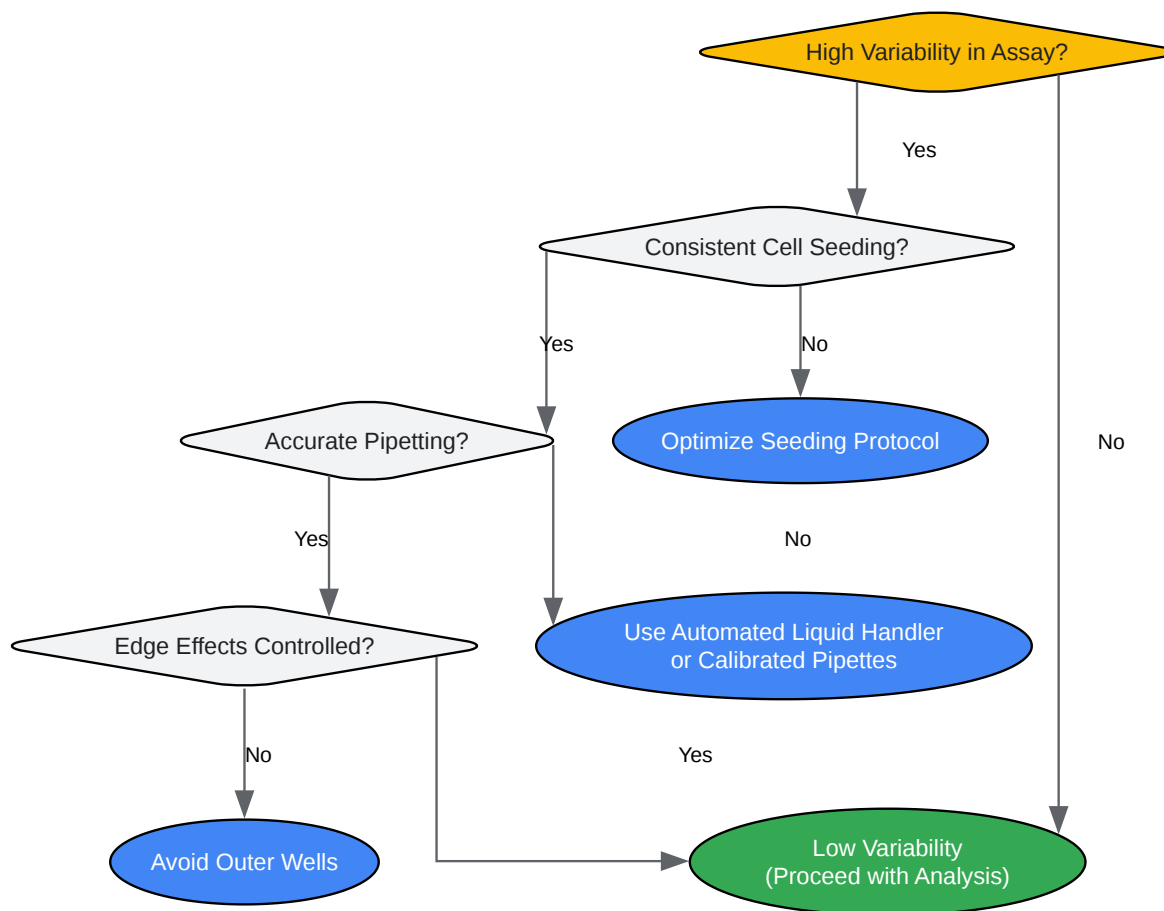 High Variability in Assay?
Yes
Consistent Cell Seeding?
Yes
No
Accurate Pipetting?
Optimize Seeding Protocol
No
Yes
No
Use Automated Liquid Handler
or Calibrated Pipettes
Edge Effects Controlled?
No
Yes
Avoid Outer Wells
Low Variability
(Proceed with Analysis)